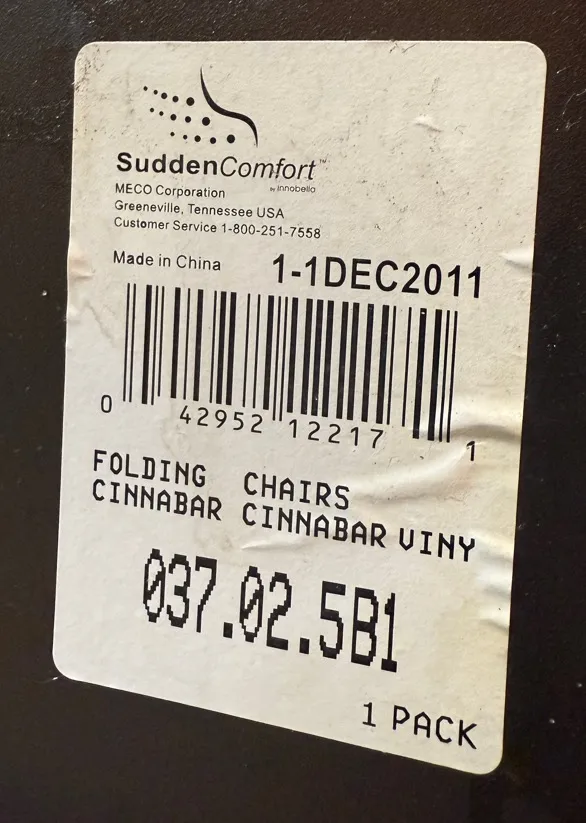 SuddenComfort™
by Innobella
MECO Corporation
Greeneville, Tennessee USA
Customer Service 1-800-251-7558
Made in China 1-1DEC2011
0 42952 12217 1
FOLDING CHAIRS
CINNABAR CINNABAR VINY
037.02.5B1
1 PACK